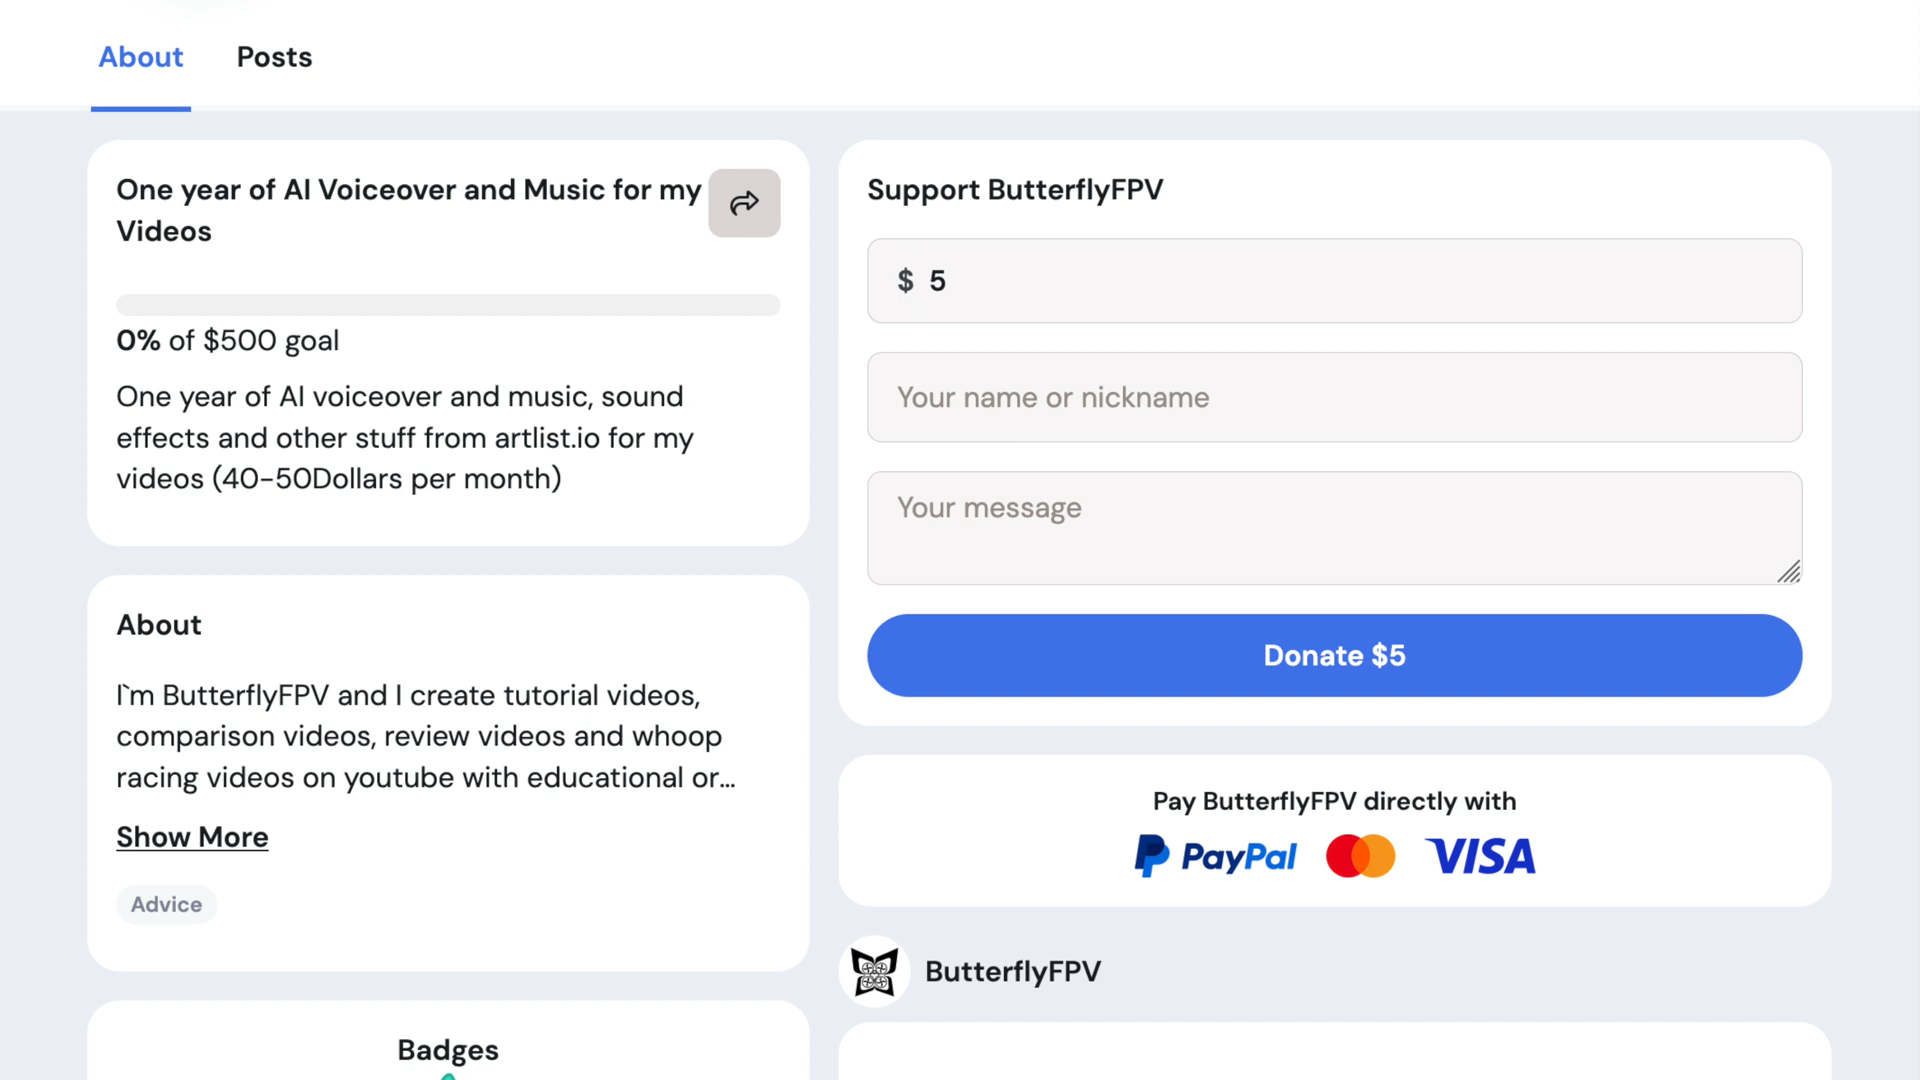 About
Posts
One year of AI Voiceover and Music for my
Videos
0% of $500 goal
One year of AI voiceover and music, sound
effects and other stuff from artlist.io for my
videos (40-50Dollars per month)
About
I`m ButterflyFPV and I create tutorial videos,
comparison videos, review videos and whoop
racing videos on youtube with educational or...
Show More
Advice
Badges
Support ButterflyFPV
$ 5
Your name or nickname
Your message
Donate $5
Pay ButterflyFPV directly with
PayPal
VISA
ButterflyFPV